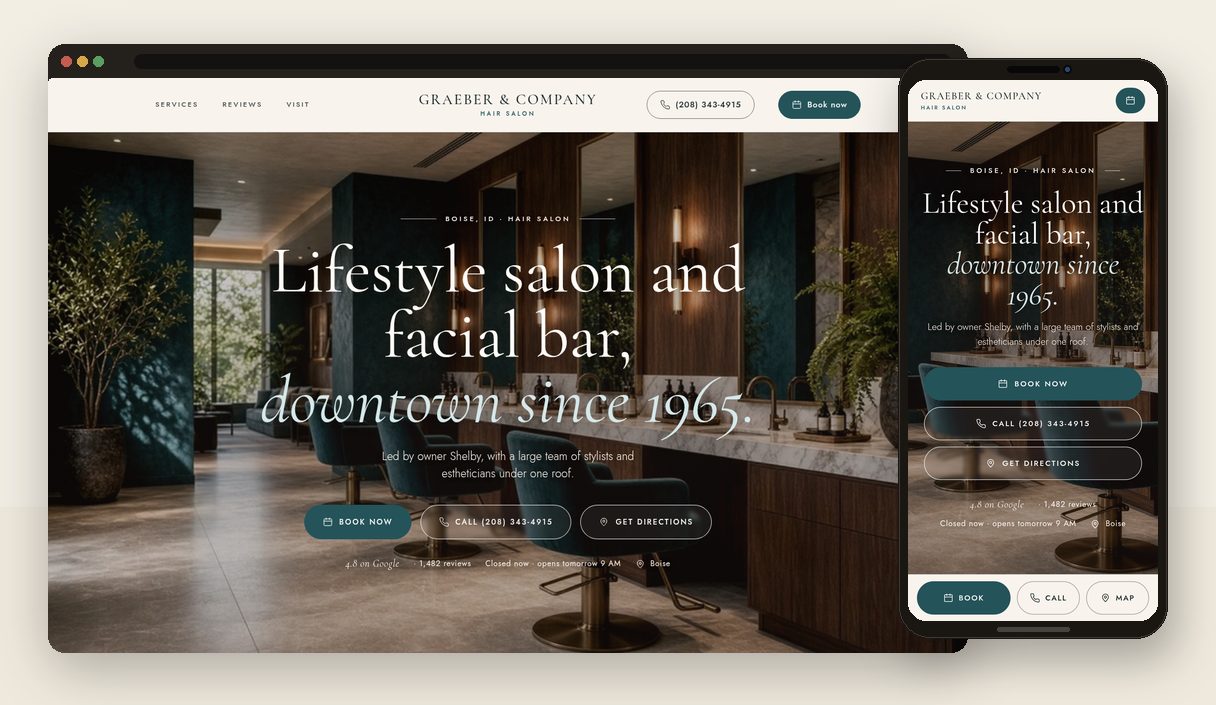 SERVICES REVIEWS VISIT
GRAEBER & COMPANY
HAIR SALON
(208) 343-4915
Book now
BOISE, ID · HAIR SALON
Lifestyle salon and
facial bar,
downtown since 1965.
Led by owner Shelby, with a large team of stylists and
estheticians under one roof.
BOOK NOW
CALL (208) 343-4915
GET DIRECTIONS
4.8 on Google · 1,482 reviews Closed now · opens tomorrow 9 AM Boise
GRAEBER & COMPANY
HAIR SALON
BOISE, ID · HAIR SALON
Lifestyle salon and
facial bar,
downtown since
1965.
Led by owner Shelby, with a large team of stylists and
estheticians under one roof.
BOOK NOW
CALL (208) 343-4915
GET DIRECTIONS
4.8 on Google · 1,482 reviews
Closed now · opens tomorrow 9 AM Boise
BOOK CALL MAP